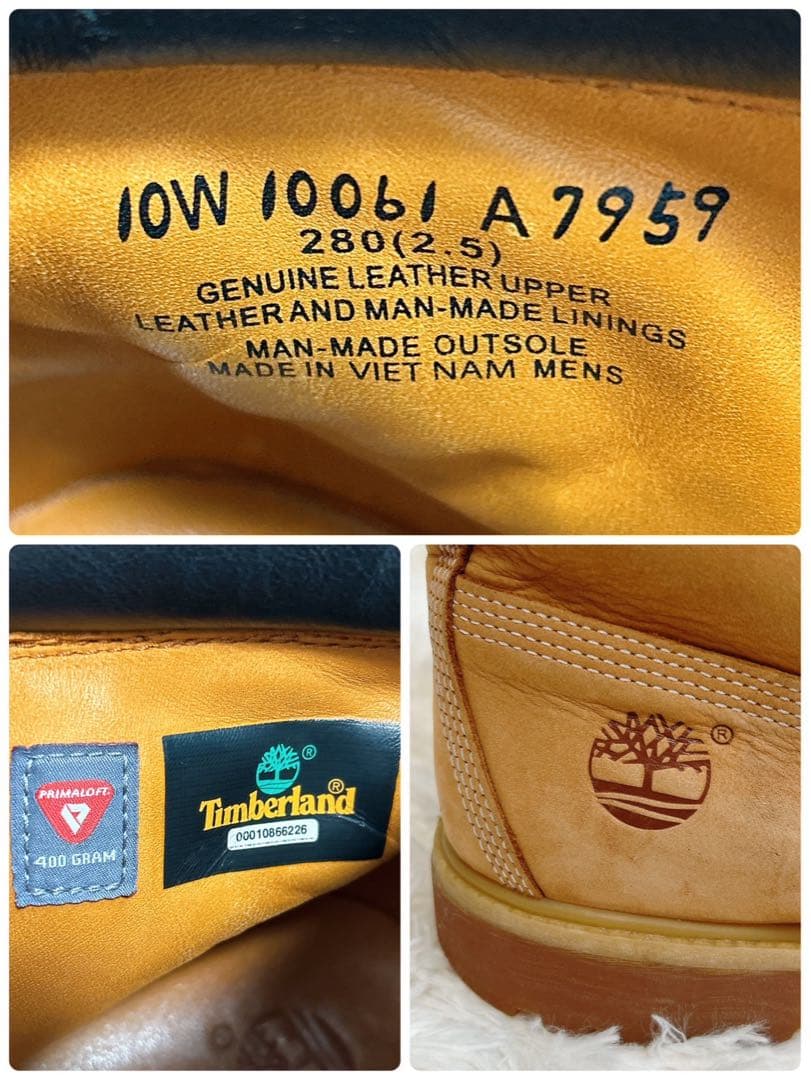 10W 10061 A 7959
280(2.5)
GENUINE LEATHER UPPER
LEATHER AND MAN-MADE LININGS
MAN-MADE OUTSOLE
MADE IN VIET NAM MENS
PRIMALOFT®
400 GRAM
®
Timberland®
00010866226
®